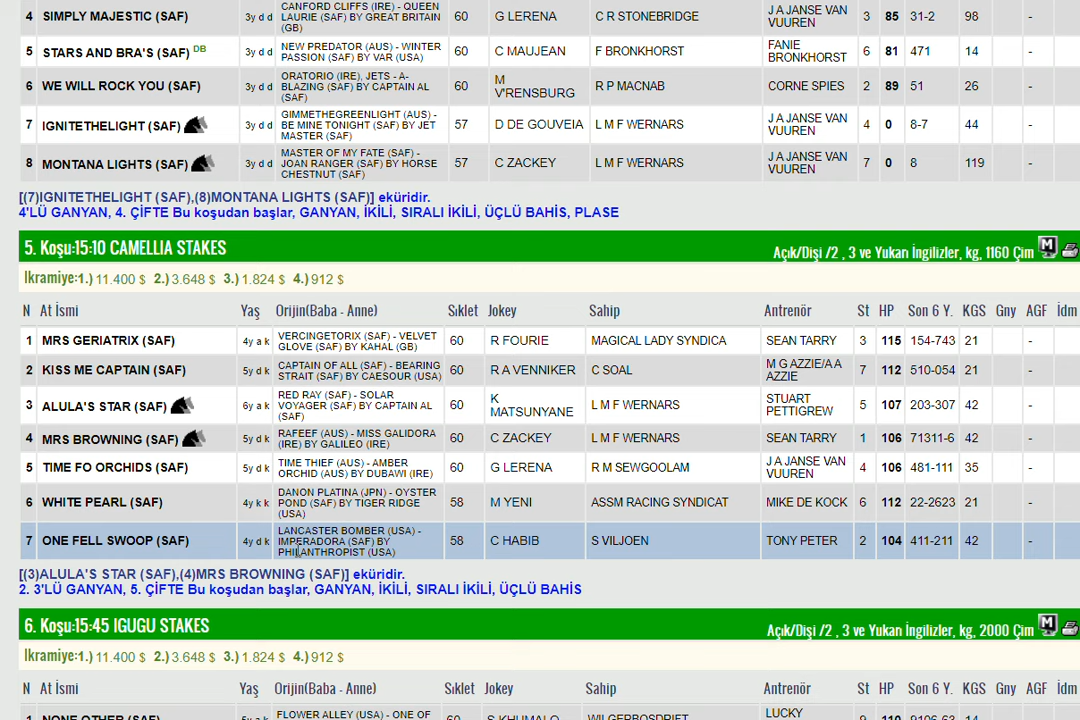 4 SIMPLY MAJESTIC (SAF) 3y d d CANFORD CLIFFS (IRE) - QUEEN LAURIE (SAF) BY GREAT BRITAIN (GB) 60 G LERENA C R STONEBRIDGE J A JANSE VAN VUUREN 3 85 31-2 98 -
5 STARS AND BRA'S (SAF) DB 3y d d NEW PREDATOR (AUS) - WINTER PASSION (SAF) BY VAR (USA) 60 C MAUJEAN F BRONKHORST FANIE BRONKHORST 6 81 471 14 -
6 WE WILL ROCK YOU (SAF) 3y d d ORATORIO (IRE), JETS - A-BLAZING (SAF) BY CAPTAIN AL (SAF) 60 M V'RENSBURG R P MACNAB CORNE SPIES 2 89 51 26 -
7 IGNITETHELIGHT (SAF) 3y d d GIMMETHEGREENLIGHT (AUS) - BE MINE TONIGHT (SAF) BY JET MASTER (SAF) 57 D DE GOUVEIA L M F WERNARS J A JANSE VAN VUUREN 4 0 8-7 44 -
8 MONTANA LIGHTS (SAF) 3y d d MASTER OF MY FATE (SAF) - JOAN RANGER (SAF) BY HORSE CHESTNUT (SAF) 57 C ZACKEY L M F WERNARS J A JANSE VAN VUUREN 7 0 8 119 -
[(7)IGNITETHELIGHT (SAF),(8)MONTANA LIGHTS (SAF)] eküridir.
4'LÜ GANYAN, 4. ÇİFTE Bu koşudan başlar, GANYAN, İKİLİ, SIRALI İKİLİ, ÜÇLÜ BAHİS, PLASE
5. Koşu:15:10 CAMELLIA STAKES Açık/Dişi /2 , 3 ve Yukarı İngilizler, kg, 1160 Çim M
İkramiye:1.) 11.400 $ 2.) 3.648 $ 3.) 1.824 $ 4.) 912 $
N At İsmi Yaş Orijin(Baba - Anne) Sıklet Jokey Sahip Antrenör St HP Son 6 Y. KGS Gny AGF İdm
1 MRS GERIATRIX (SAF) 4y a k VERCINGETORIX (SAF) - VELVET GLOVE (SAF) BY KAHAL (GB) 60 R FOURIE MAGICAL LADY SYNDICA SEAN TARRY 3 115 154-743 21 -
2 KISS ME CAPTAIN (SAF) 5y d k CAPTAIN OF ALL (SAF) - BEARING STRAIT (SAF) BY CAESOUR (USA) 60 R A VENNIKER C SOAL M G AZZIE/A A AZZIE 7 112 510-054 21 -
3 ALULA'S STAR (SAF) 6y a k RED RAY (SAF) - SOLAR VOYAGER (SAF) BY CAPTAIN AL (SAF) 60 K MATSUNYANE L M F WERNARS STUART PETTIGREW 5 107 203-307 42 -
4 MRS BROWNING (SAF) 5y d k RAFEEF (AUS) - MISS GALIDORA (IRE) BY GALILEO (IRE) 60 C ZACKEY L M F WERNARS SEAN TARRY 1 106 71311-6 42 -
5 TIME FO ORCHIDS (SAF) 5y d k TIME THIEF (AUS) - AMBER ORCHID (AUS) BY DUBAWI (IRE) 60 G LERENA R M SEWGOOLAM J A JANSE VAN VUUREN 4 106 481-111 35 -
6 WHITE PEARL (SAF) 4y k k DANON PLATINA (JPN) - OYSTER POND (SAF) BY TIGER RIDGE (USA) 58 M YENI ASSM RACING SYNDICAT MIKE DE KOCK 6 112 22-2623 21 -
7 ONE FELL SWOOP (SAF) 4y d k LANCASTER BOMBER (USA) - IMPERADORA (SAF) BY PHILANTHROPIST (USA) 58 C HABIB S VILJOEN TONY PETER 2 104 411-211 42 -
[(3)ALULA'S STAR (SAF),(4)MRS BROWNING (SAF)] eküridir.
2. 3'LÜ GANYAN, 5. ÇİFTE Bu koşudan başlar, GANYAN, İKİLİ, SIRALI İKİLİ, ÜÇLÜ BAHİS
6. Koşu:15:45 IGUGU STAKES Açık/Dişi /2 , 3 ve Yukarı İngilizler, kg, 2000 Çim M
İkramiye:1.) 11.400 $ 2.) 3.648 $ 3.) 1.824 $ 4.) 912 $
N At İsmi Yaş Orijin(Baba - Anne) Sıklet Jokey Sahip Antrenör St HP Son 6 Y. KGS Gny AGF İdm
1 NONE OTHER (SAF) 5y a k FLOWER ALLEY (USA) - ONE OF 60 S KHUMALO WILGERBOSDRIFT LUCKY 9 110 9106-63 14